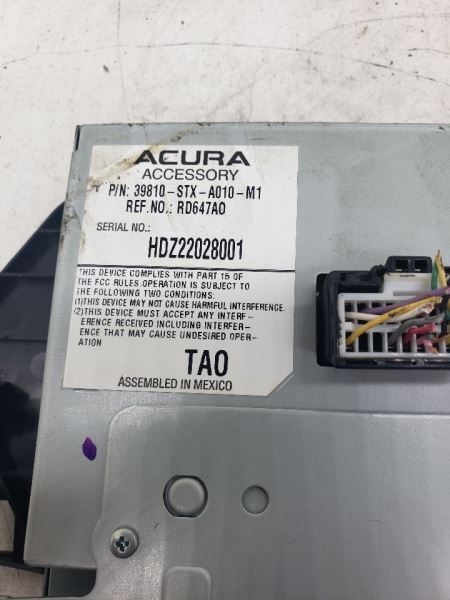 ACURA
ACCESSORY
P/N: 39810-STX-A010-M1
REF.NO.: RD647A0
SERIAL NO.:
HDZ22028001
THIS DEVICE COMPLIES WITH PART 15 OF
THE FCC RULES. OPERATION IS SUBJECT TO
THE FOLLOWING TWO CONDITIONS:
(1)THIS DEVICE MAY NOT CAUSE HARMFUL INTERFERENCE.
(2)THIS DEVICE MUST ACCEPT ANY INTERF-
ERENCE RECEIVED INCLUDING INTERFER-
ENCE THAT MAY CAUSE UNDESIRED OPER-
ATION
TA0
ASSEMBLED IN MEXICO